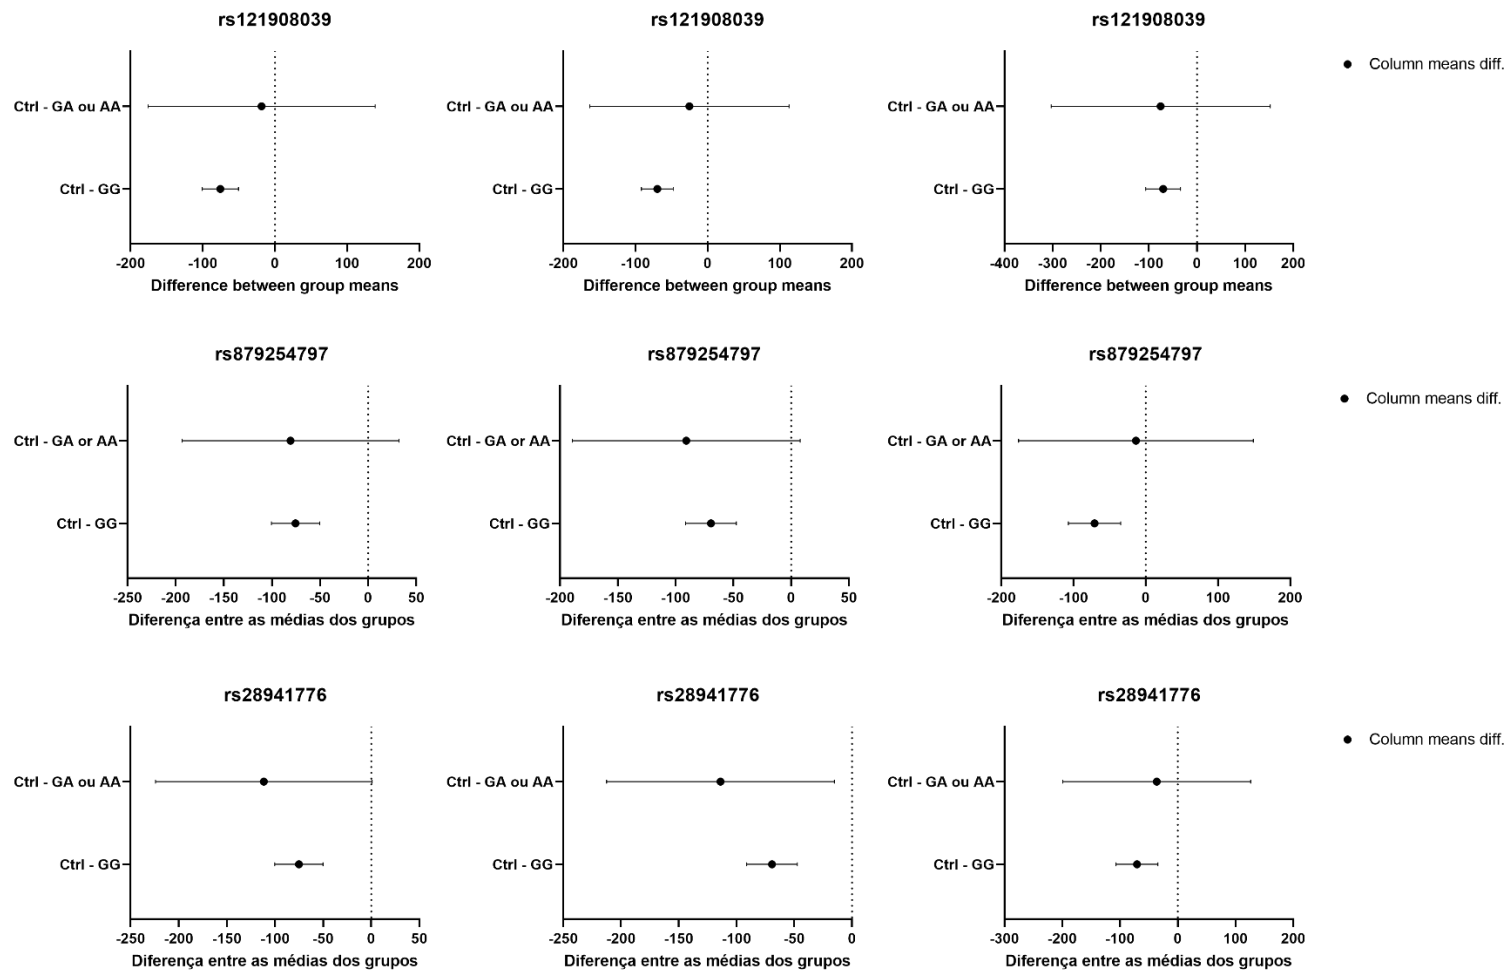 rs121908039 rs121908039 rs121908039
Column means diff.
Ctrl - GA ou AA Ctrl - GA ou AA Ctrl - GA ou AA
Ctrl - GG Ctrl - GG Ctrl - GG
-200 -100 0 100 200 -200 -100 0 100 200 -400 -300 -200 -100 0 100 200
Difference between group means Difference between group means Difference between group means
rs879254797 rs879254797 rs879254797
Column means diff.
Ctrl - GA or AA Ctrl - GA or AA Ctrl - GA or AA
Ctrl - GG Ctrl - GG Ctrl - GG
-250 -200 -150 -100 -50 0 50 -200 -150 -100 -50 0 50 -200 -100 0 100 200
Diferença entre as médias dos grupos Diferença entre as médias dos grupos Diferença entre as médias dos grupos
rs28941776 rs28941776 rs28941776
Column means diff.
Ctrl - GA ou AA Ctrl - GA ou AA Ctrl - GA ou AA
Ctrl - GG Ctrl - GG Ctrl - GG
-250 -200 -150 -100 -50 0 50 -250 -200 -150 -100 -50 0 -300 -200 -100 0 100 200
Diferença entre as médias dos grupos Diferença entre as médias dos grupos Diferença entre as médias dos grupos